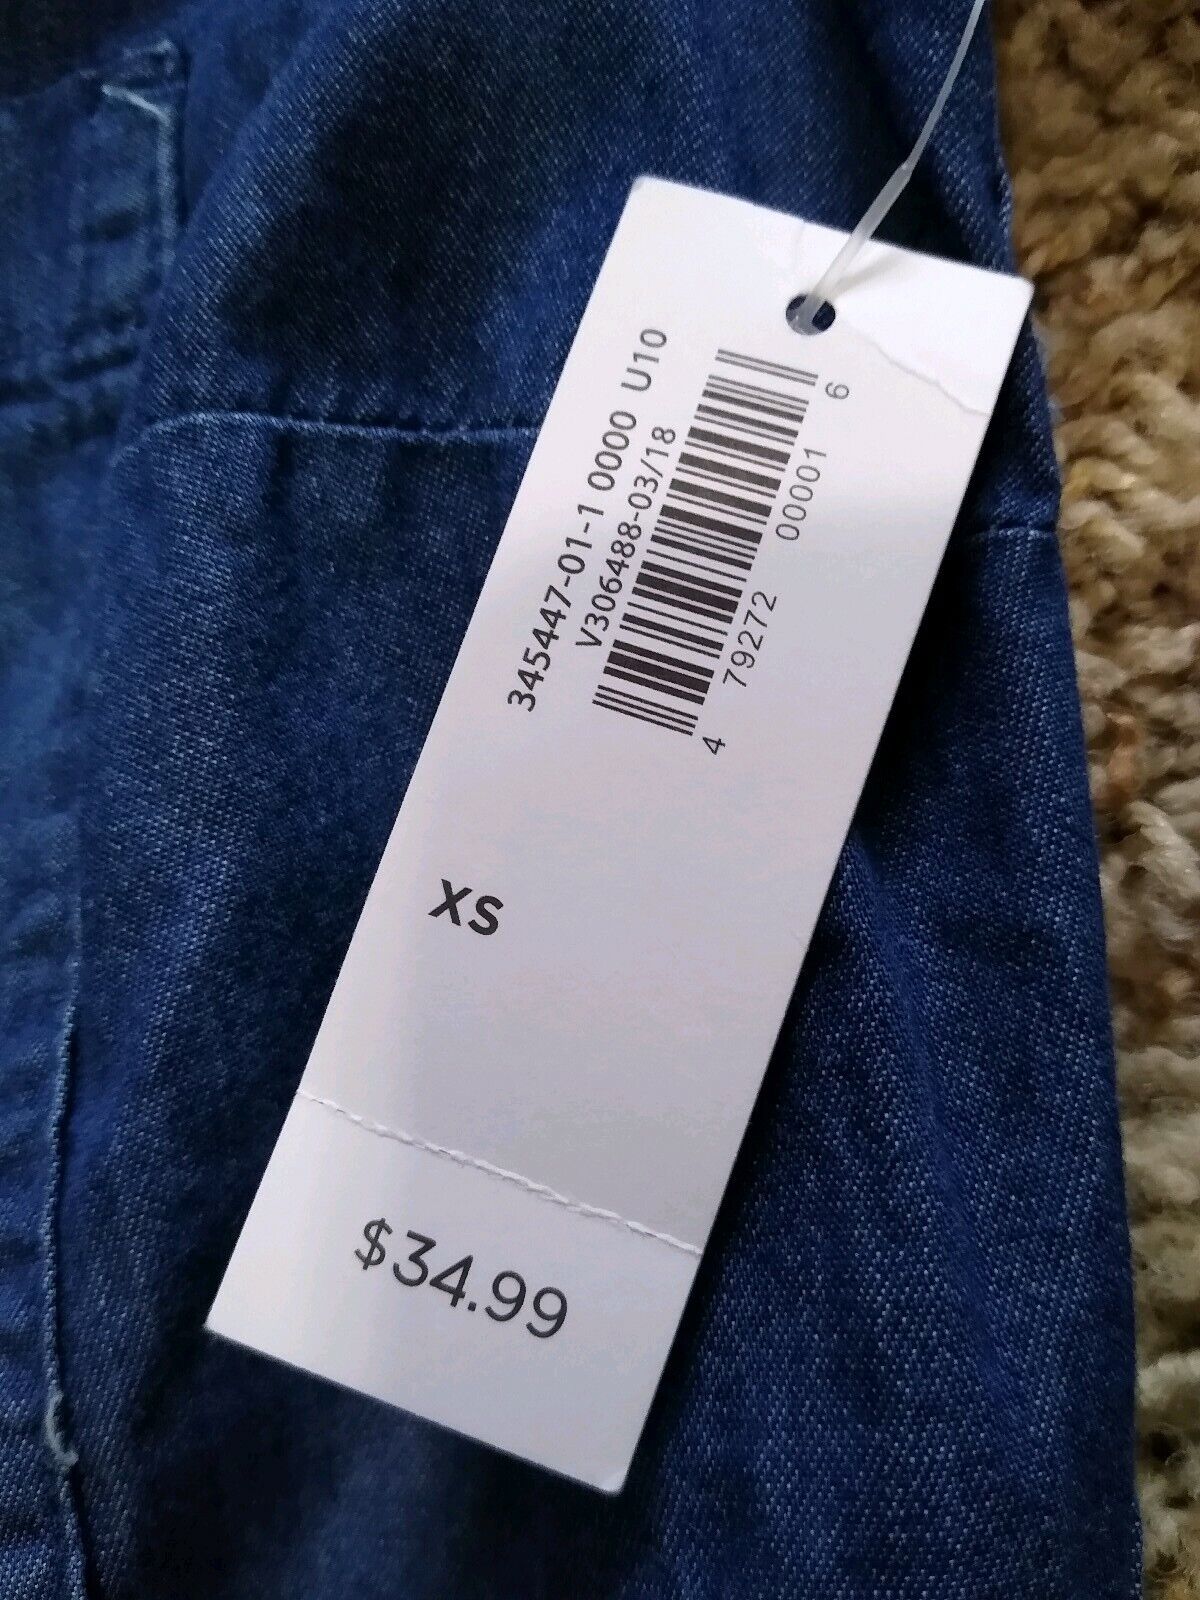 345447-01-1 0000 U10
V306488-03/18
4 79272 00001 6
XS
$34.99